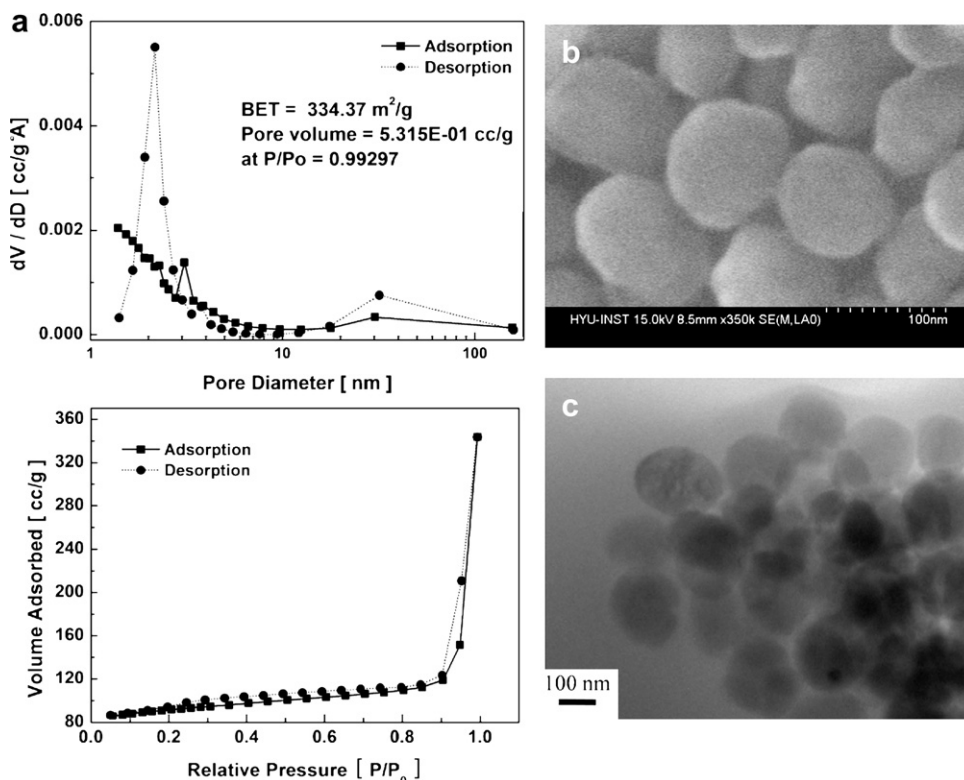 a
0.006
0.004
0.002
0.000
dV / dD [ cc/g°A]
Adsorption
Desorption
BET = 334.37 m²/g
Pore volume = 5.315E-01 cc/g
at P/Po = 0.99297
1 10 100
Pore Diameter [ nm ]
360
320
280
240
200
160
120
80
Volume Adsorbed [ cc/g]
Adsorption
Desorption
0.0 0.2 0.4 0.6 0.8 1.0
Relative Pressure [ P/P₀ ]
b
HYU-INST 15.0kV 8.5mm x350k SE(M,LA0) 100nm
c
100 nm